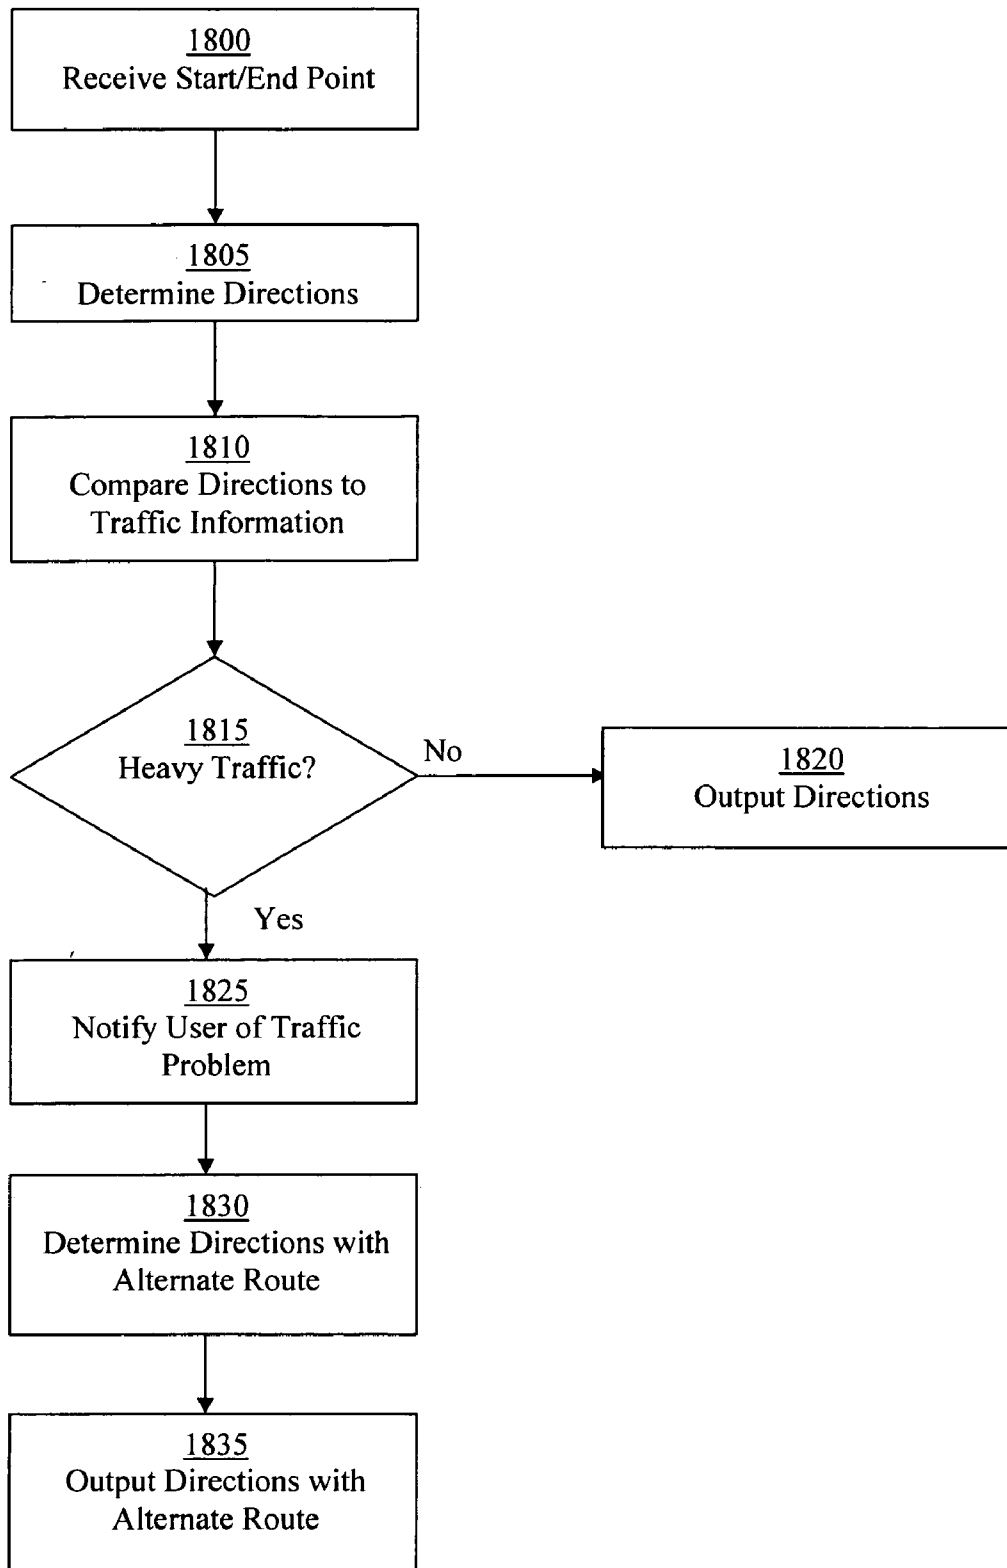 1800
Receive Start/End Point
1805
Determine Directions
1810
Compare Directions to
Traffic Information
1815
Heavy Traffic?
No
1820
Output Directions
Yes
1825
Notify User of Traffic
Problem
1830
Determine Directions with
Alternate Route
1835
Output Directions with
Alternate Route